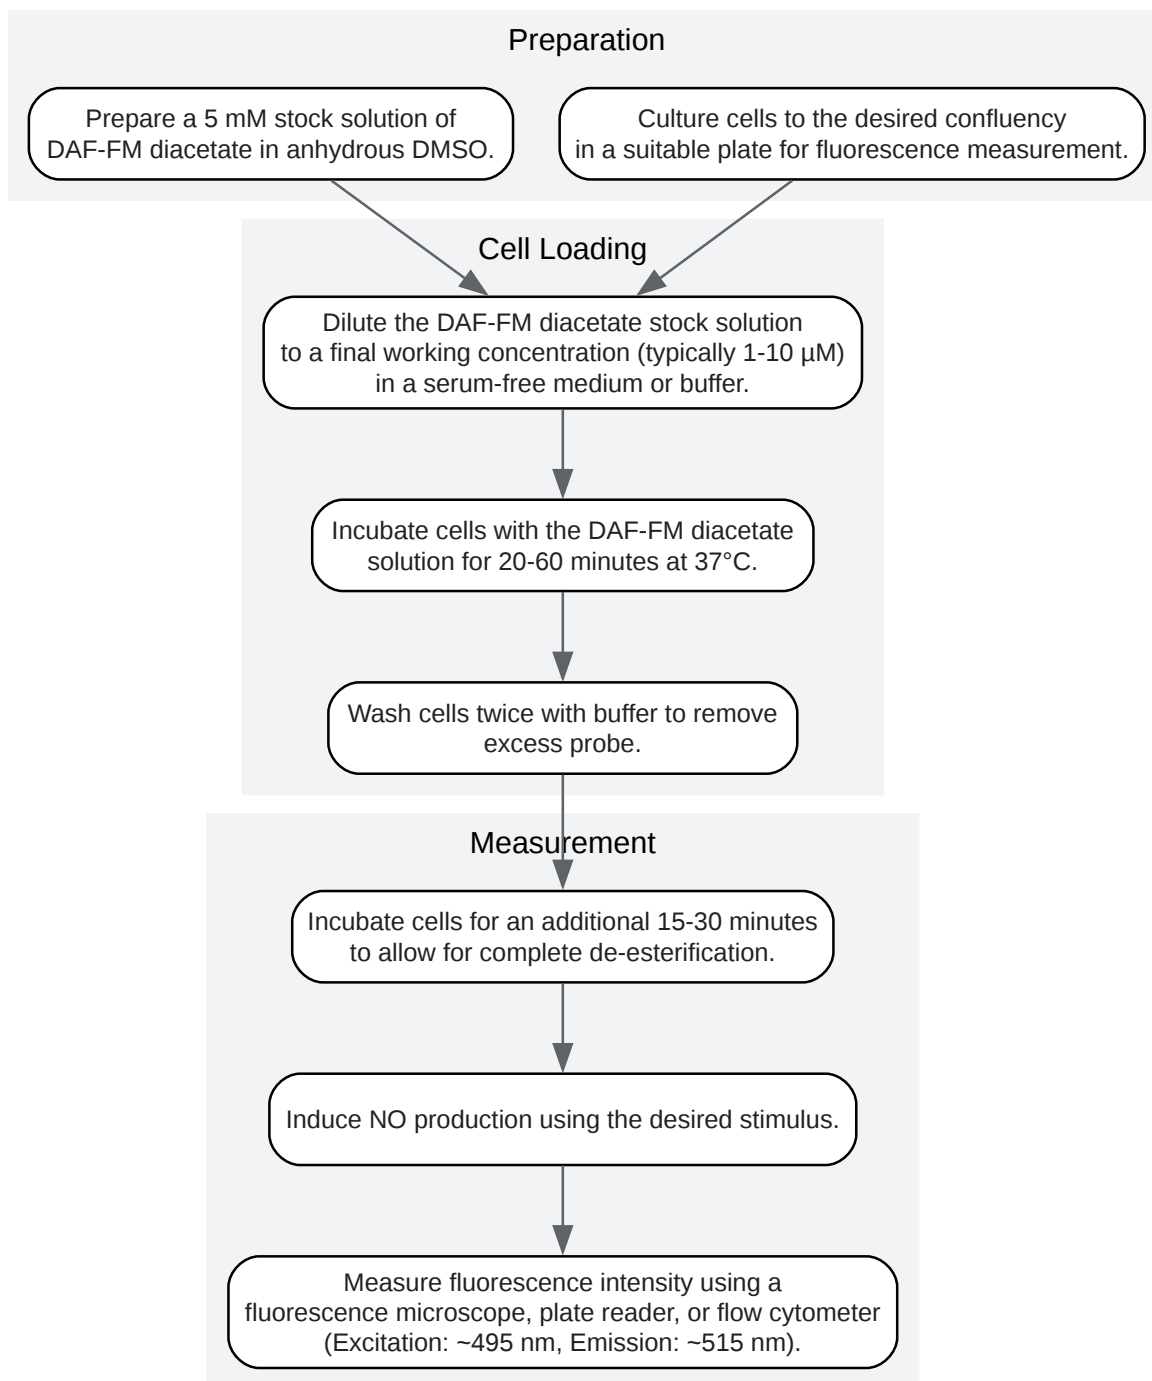 Preparation
Prepare a 5 mM stock solution of
DAF-FM diacetate in anhydrous DMSO.
Culture cells to the desired confluency
in a suitable plate for fluorescence measurement.
Cell Loading
Dilute the DAF-FM diacetate stock solution
to a final working concentration (typically 1-10 µM)
in a serum-free medium or buffer.
Incubate cells with the DAF-FM diacetate
solution for 20-60 minutes at 37°C.
Wash cells twice with buffer to remove
excess probe.
Measurement
Incubate cells for an additional 15-30 minutes
to allow for complete de-esterification.
Induce NO production using the desired stimulus.
Measure fluorescence intensity using a
fluorescence microscope, plate reader, or flow cytometer
(Excitation: ~495 nm, Emission: ~515 nm).